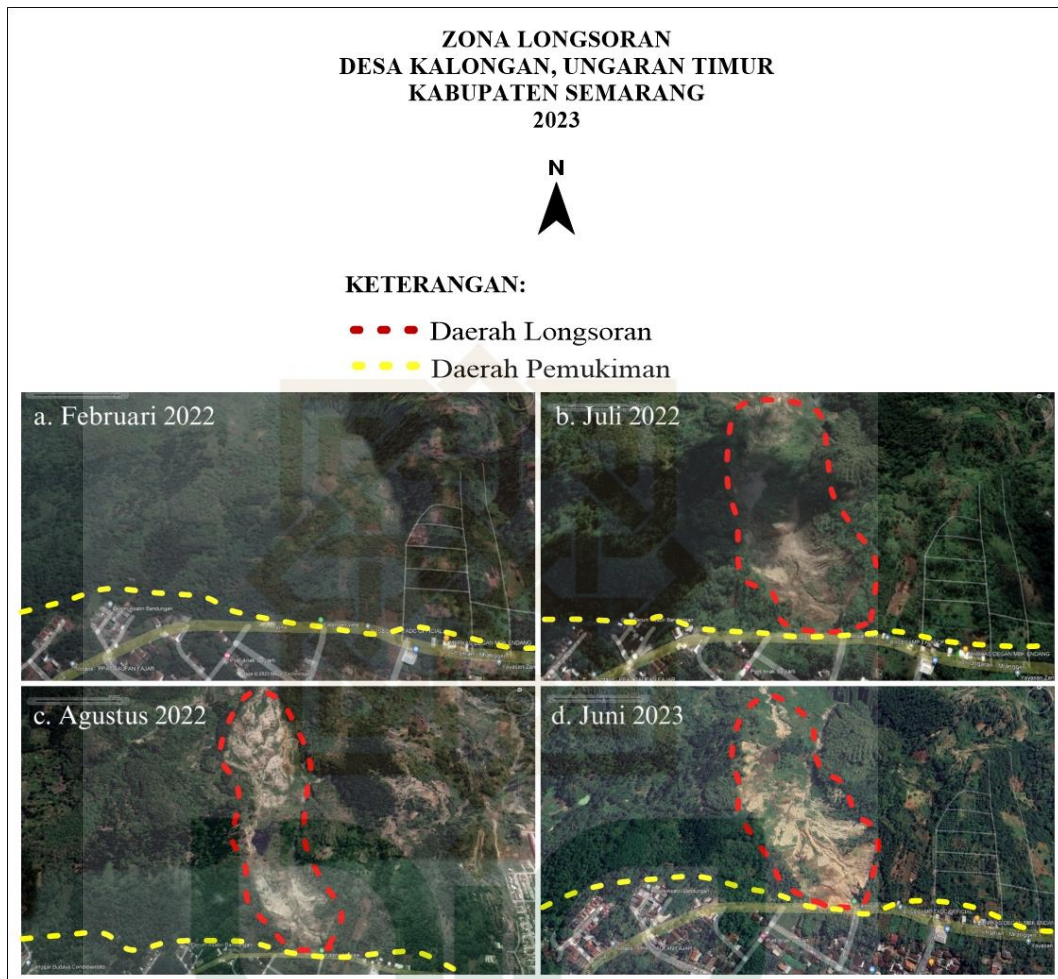 ZONA LONGSORAN
DESA KALONGAN, UNGARAN TIMUR
KABUPATEN SEMARANG
2023
N
KETERANGAN:
Daerah Longsoran
Daerah Pemukiman
a. Februari 2022
b. Juli 2022
c. Agustus 2022
d. Juni 2023